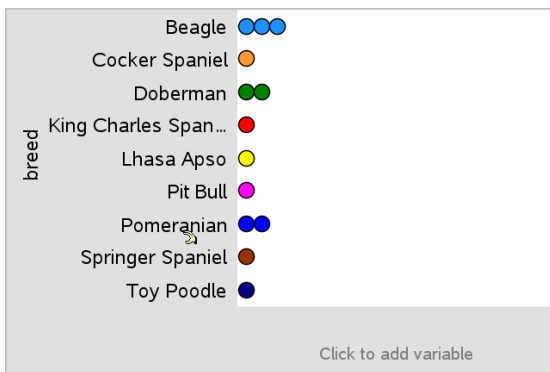 Beagle
Cocker Spaniel
Doberman
King Charles Span…
Lhasa Apso
Pit Bull
Pomeranian
Springer Spaniel
Toy Poodle
breed
Click to add variable